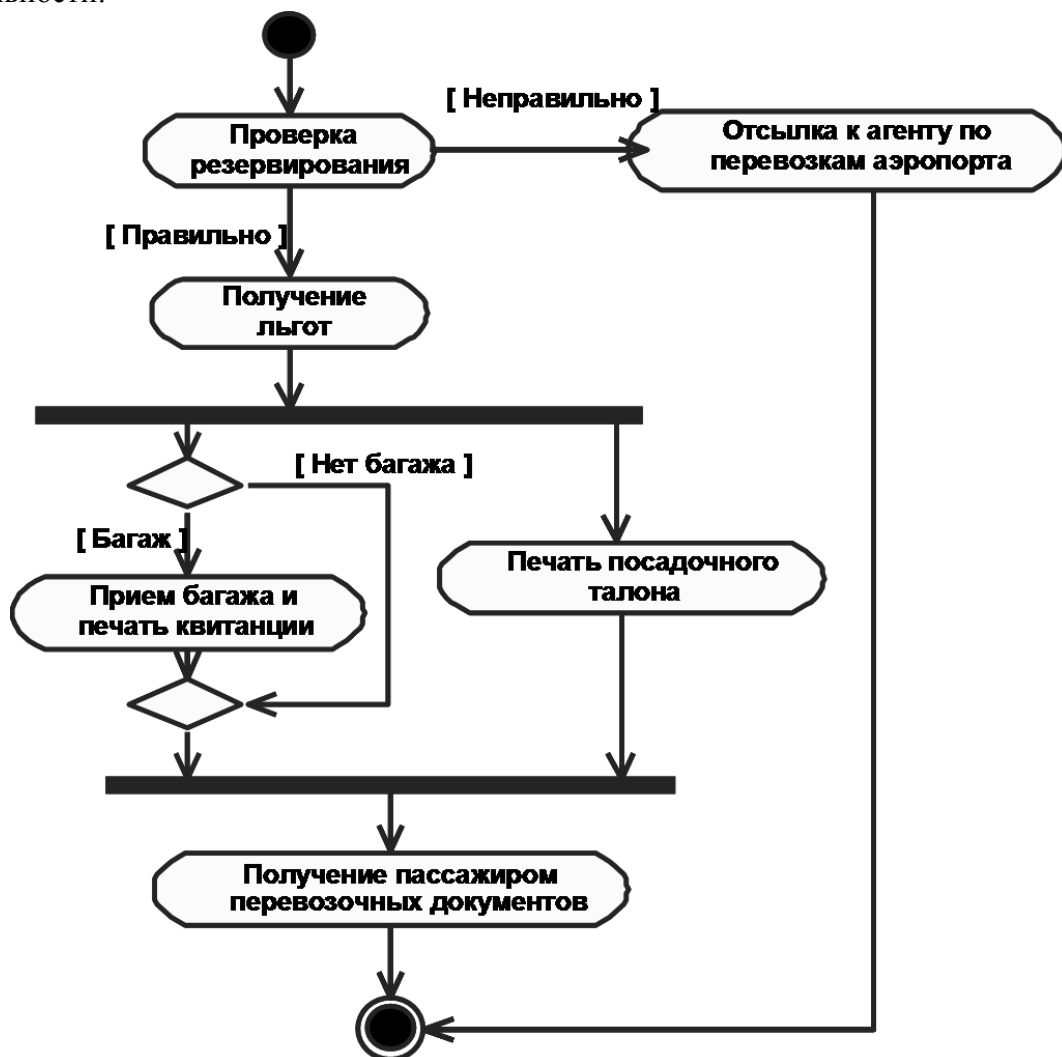 [ Неправильно ]
Проверка
резервирования
Отсылка к агенту по
перевозкам аэропорта
[ Правильно ]
Получение
льгот
[ Нет багажа ]
[ Багаж ]
Печать посадочного
талона
Прием багажа и
печать квитанции
Получение пассажиром
перевозочных документов